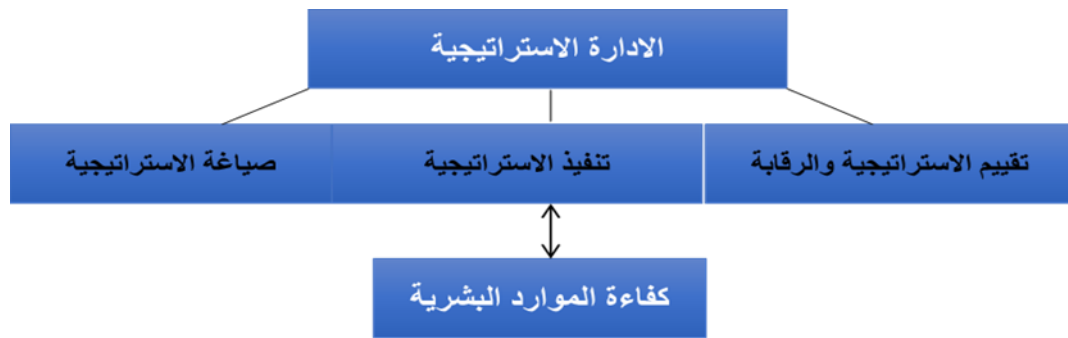 الادارة الاستراتيجية
تقييم الاستراتيجية والرقابة
تنفيذ الاستراتيجية
صياغة الاستراتيجية
كفاءة الموارد البشرية